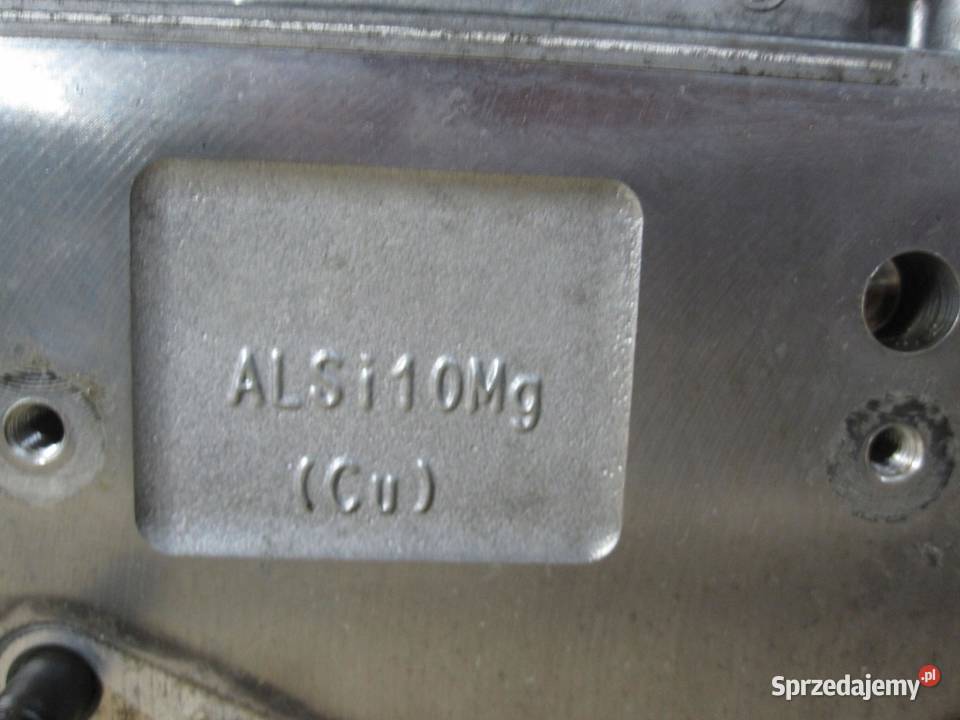 ALSi10Mg
(Cu)
Sprzedajemy.pl